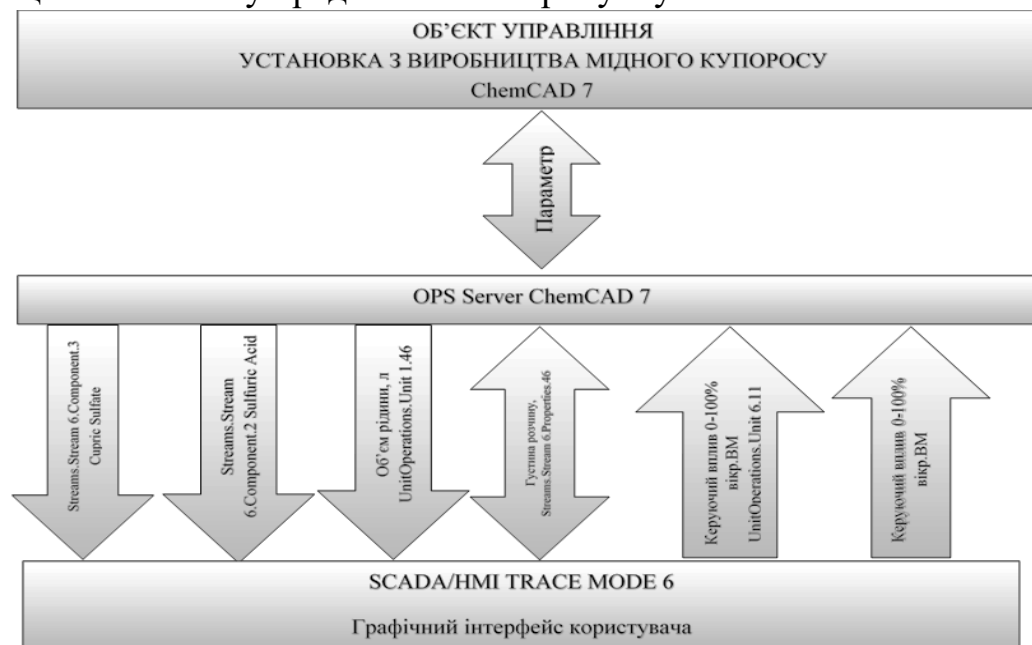 ОБ’ЄКТ УПРАВЛІННЯ
УСТАНОВКА З ВИРОБНИЦТВА МІДНОГО КУПОРОСУ
ChemCAD 7
Параметр
OPS Server ChemCAD 7
Streams.Stream 6.Component.3
Cupric Sulfate
Streams.Stream
6.Component.2 Sulfuric Acid
Об’єм рідини, л
UnitOperations.Unit 1.46
Густина розчину,
Streams.Stream 6.Properties.46
Керуючий вплив 0-100%
вікр.ВМ
UnitOperations.Unit 6.11
Керуючий вплив 0-100%
вікр.ВМ
SCADA/HMI TRACE MODE 6
Графічний інтерфейс користувача